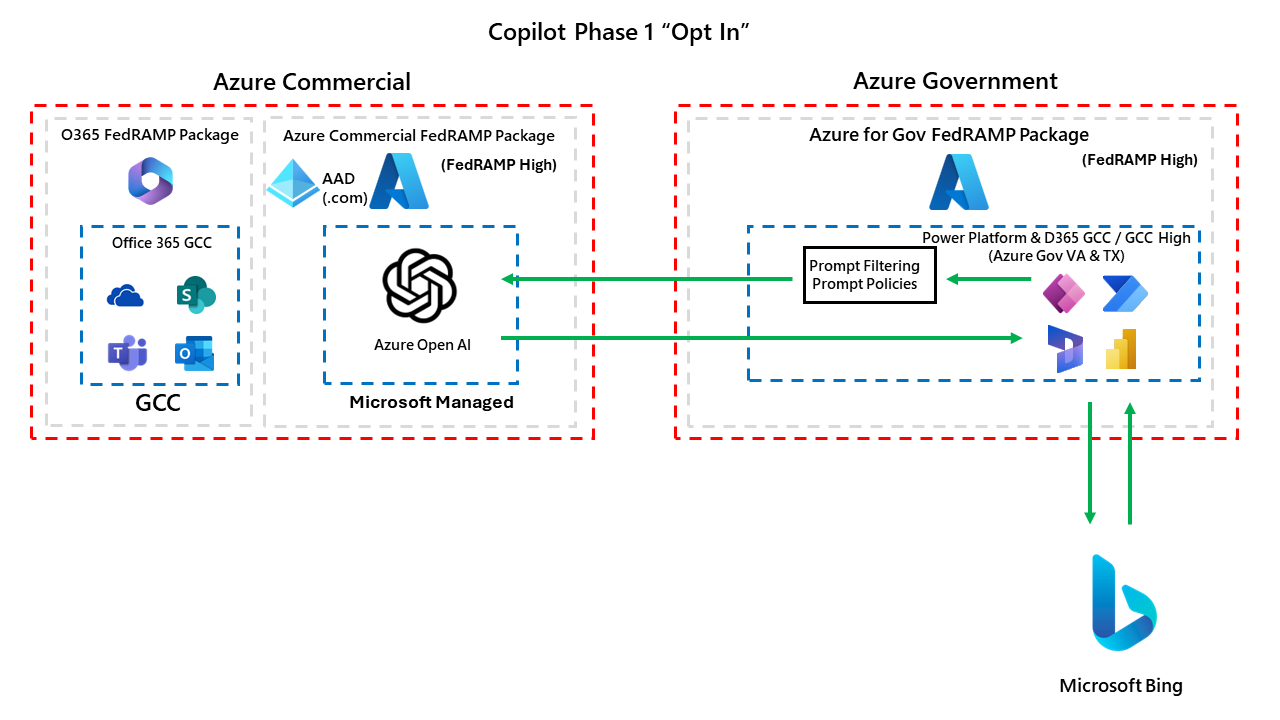 Copilot Phase 1 “Opt In”
Azure Commercial
O365 FedRAMP Package
Office 365 GCC
S
T
O
GCC
Azure Commercial FedRAMP Package
(FedRAMP High)
AAD
(.com)
Azure Open AI
Microsoft Managed
Azure Government
Azure for Gov FedRAMP Package
(FedRAMP High)
Power Platform & D365 GCC / GCC High
(Azure Gov VA & TX)
Prompt Filtering
Prompt Policies
Microsoft Bing